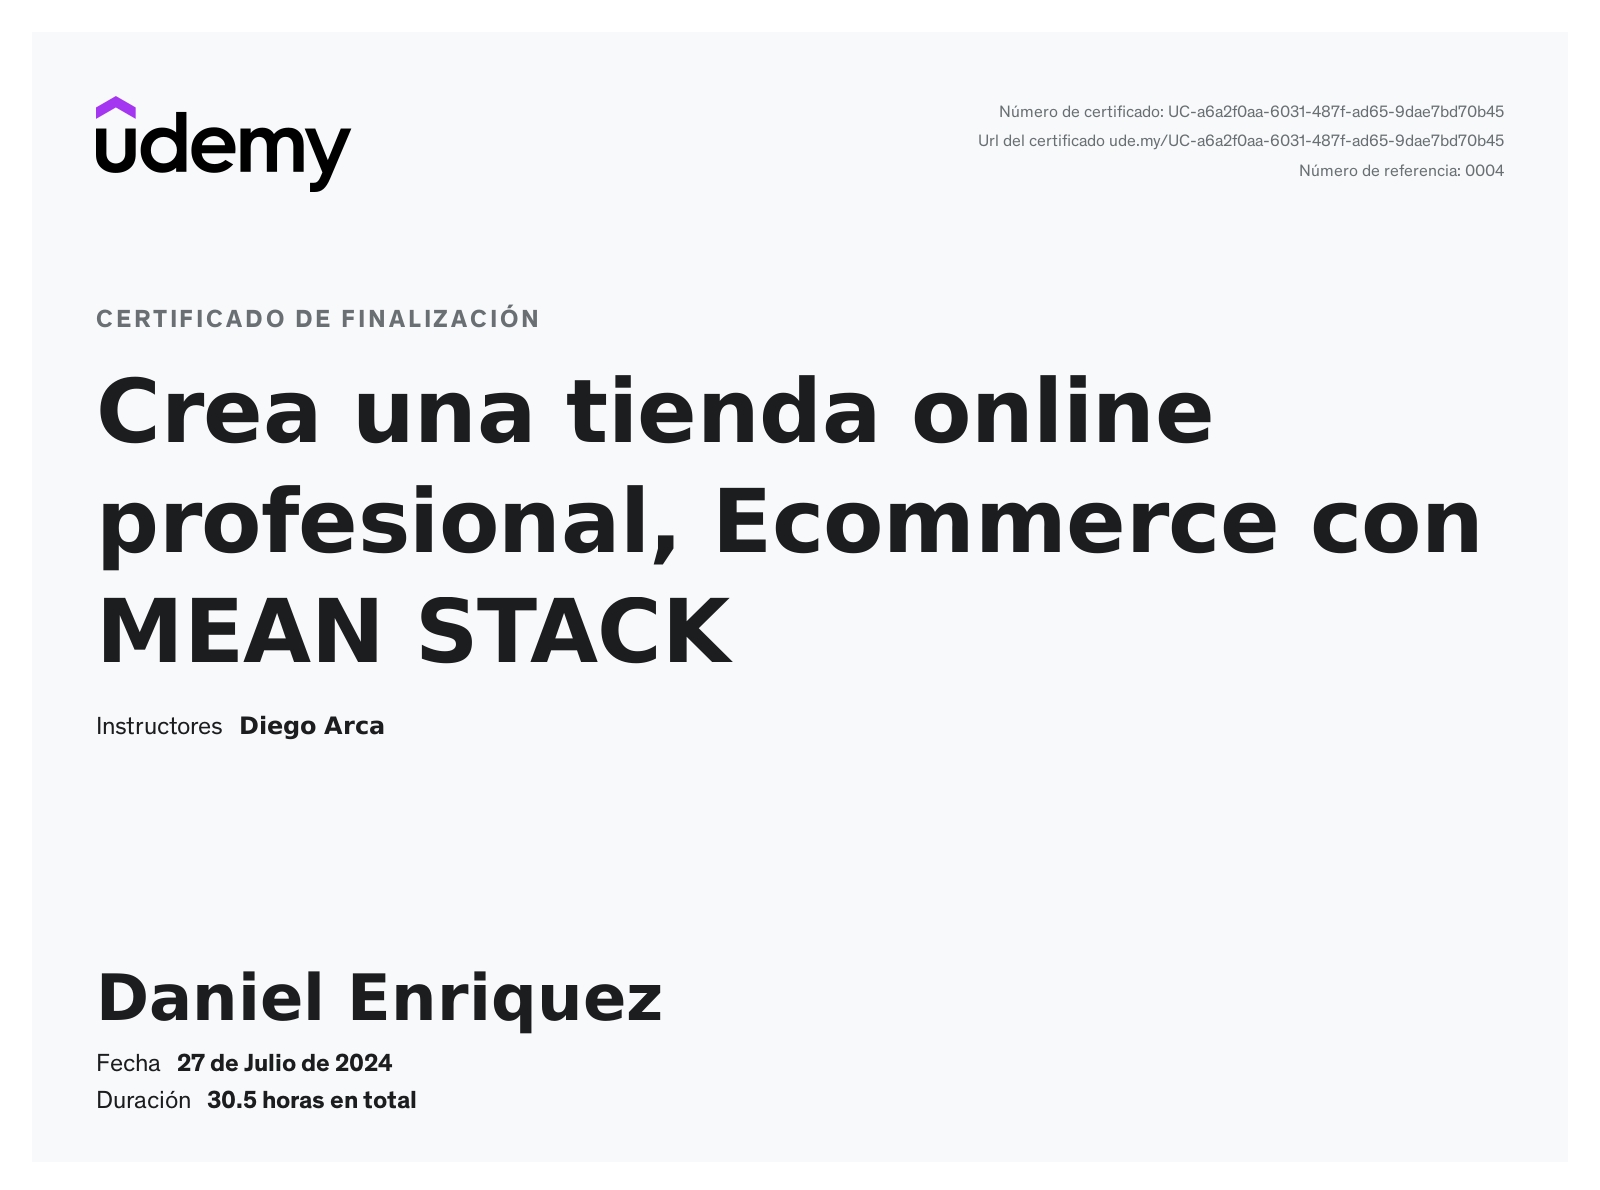 udemy
Número de certificado: UC-a6a2f0aa-6031-487f-ad65-9dae7bd70b45
Url del certificado ude.my/UC-a6a2f0aa-6031-487f-ad65-9dae7bd70b45
Número de referencia: 0004
CERTIFICADO DE FINALIZACIÓN
Crea una tienda online
profesional, Ecommerce con
MEAN STACK
Instructores Diego Arca
Daniel Enriquez
Fecha 27 de Julio de 2024
Duración 30.5 horas en total